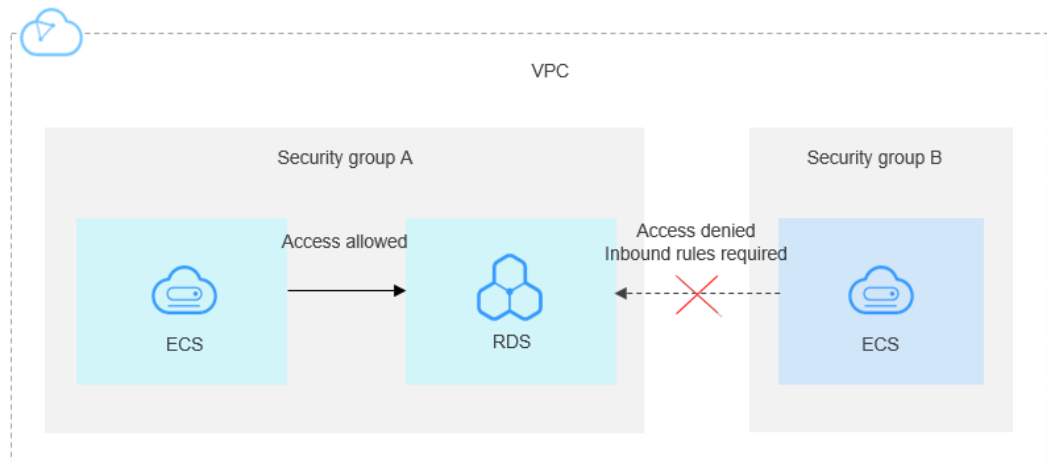 VPC
Security group A
Security group B
Access allowed
Access denied
Inbound rules required
ECS
RDS
ECS